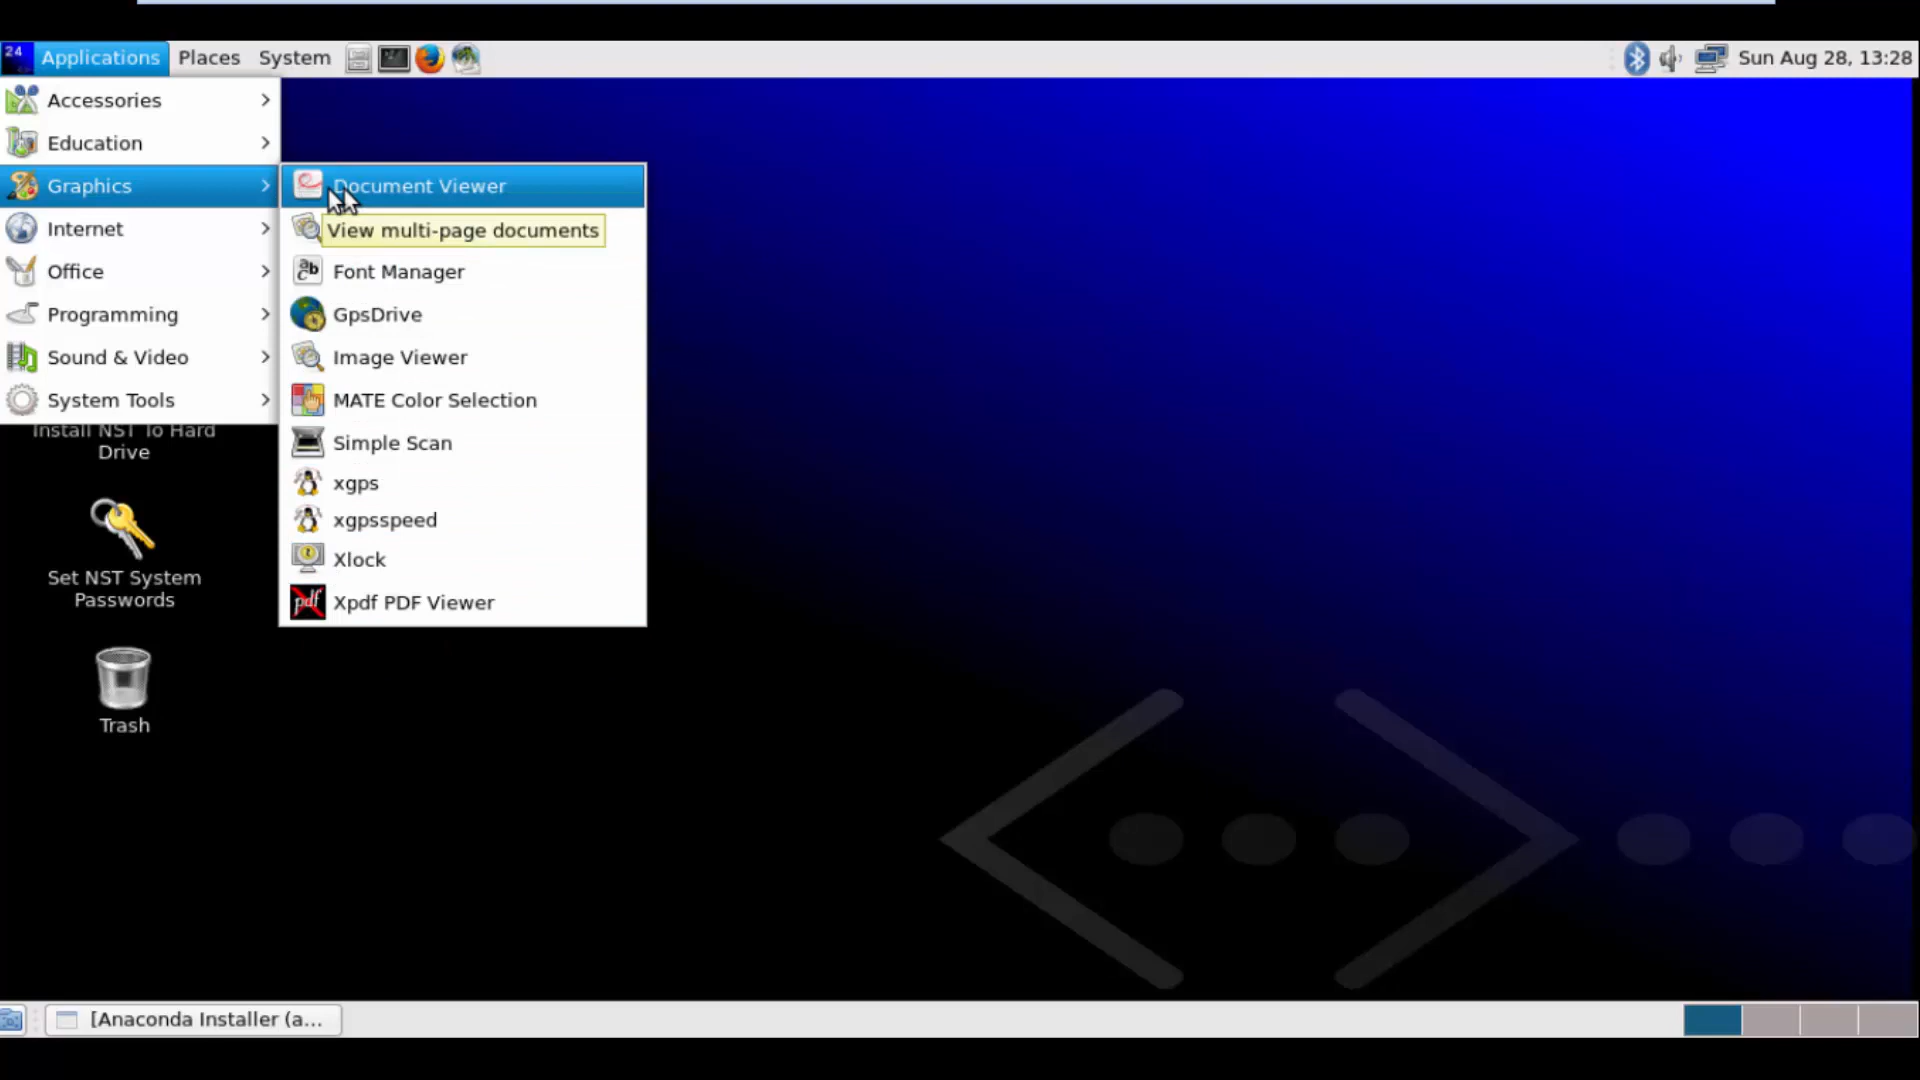 24 Applications Places System Sun Aug 28, 13:28
Accessories
Education
Graphics
Internet
Office
Programming
Sound & Video
System Tools
Document Viewer
View multi-page documents
Font Manager
GpsDrive
Image Viewer
MATE Color Selection
Simple Scan
xgps
xgpsspeed
Xlock
pdf Xpdf PDF Viewer
Install NST To Hard
Drive
Set NST System
Passwords
Trash
[Anaconda Installer (a...